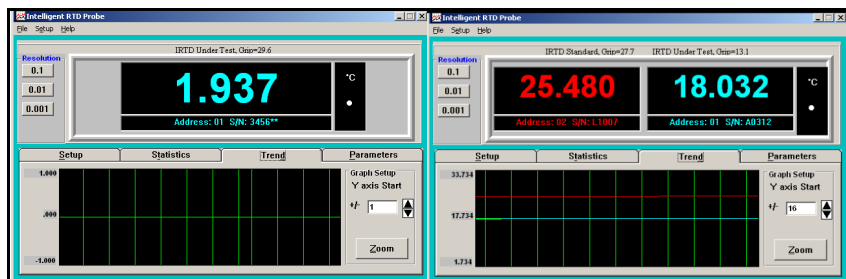 Intelligent RTD Probe
File Setup Help
IRTD Under Test, Grip=29.6
Resolution
0.1
0.01
0.001
1.937
°C
Address: 01 S/N: 3456**
Setup Statistics Trend Parameters
1.000
.000
-1.000
Graph Setup
Y axis Start
+/- 1
Zoom
Intelligent RTD Probe
File Setup Help
IRTD Standard, Grip=27.7 IRTD Under Test, Grip=13.1
Resolution
0.1
0.01
0.001
25.480 18.032
°C
Address: 02 S/N: L1007 Address: 01 S/N: A0312
Setup Statistics Trend Parameters
33.734
17.734
1.734
Graph Setup
Y axis Start
+/- 16
Zoom